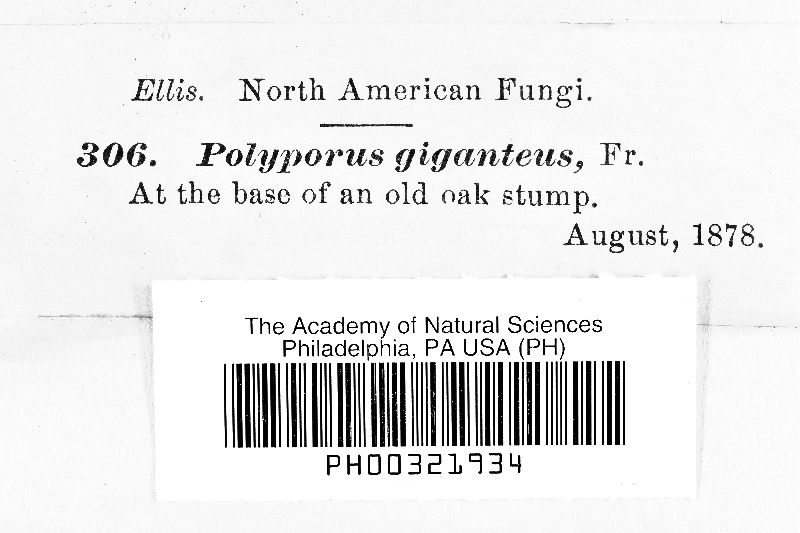 Ellis. North American Fungi.
306. Polyporus giganteus, Fr.
At the base of an old oak stump.
August, 1878.
The Academy of Natural Sciences
Philadelphia, PA USA (PH)
PH00321934